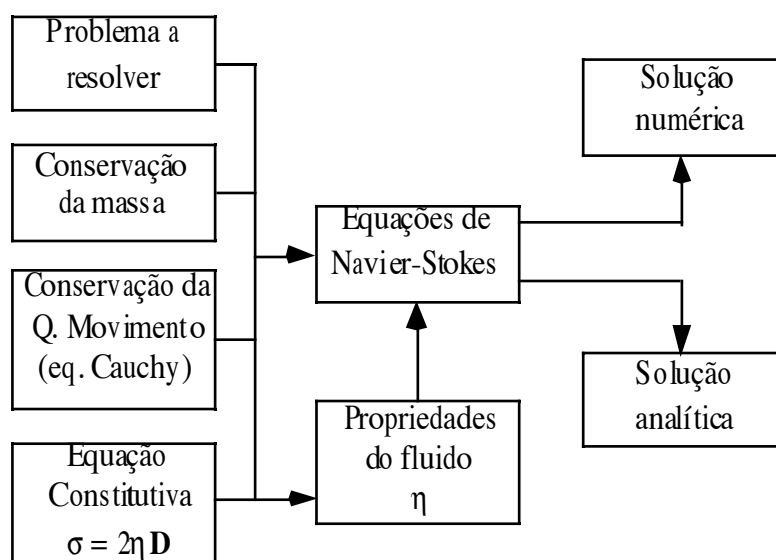 Problema a
resolver
Conservação
da massa
Conservação da
Q. Movimento
(eq. Cauchy)
Equação
Constitutiva
σ = 2ηD
Equações de
Navier-Stokes
Propriedades
do fluido
η
Solução
numérica
Solução
analítica